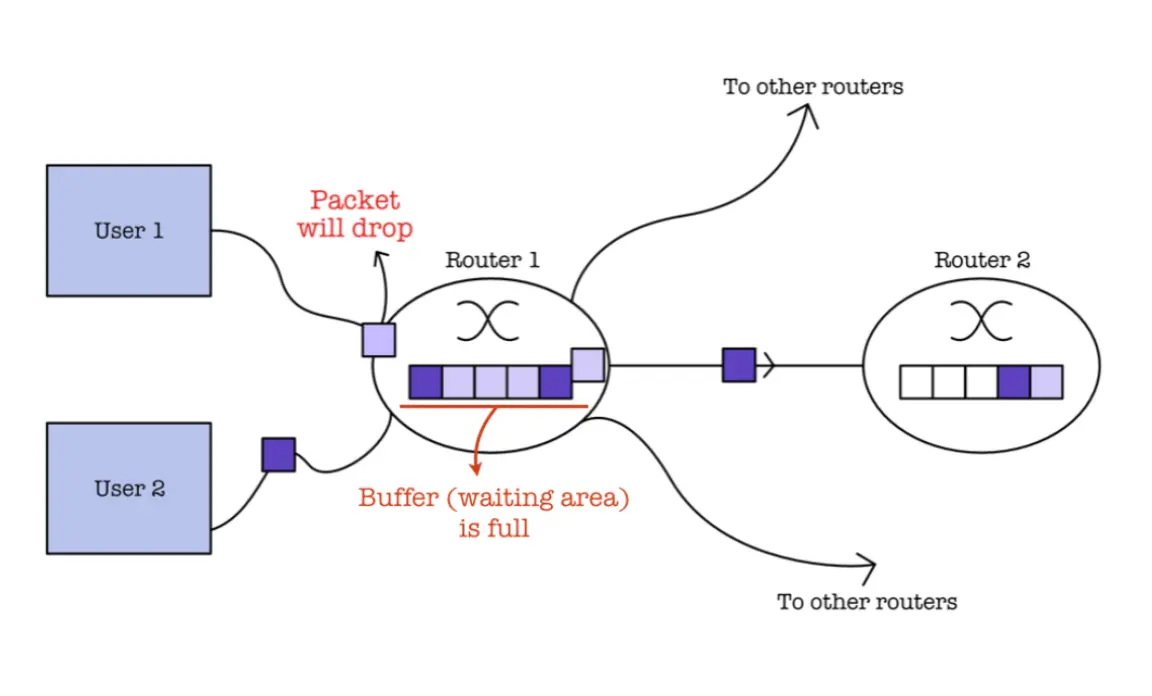 To other routers
User 1
Packet
will drop
Router 1
Router 2
User 2
Buffer (waiting area)
is full
To other routers